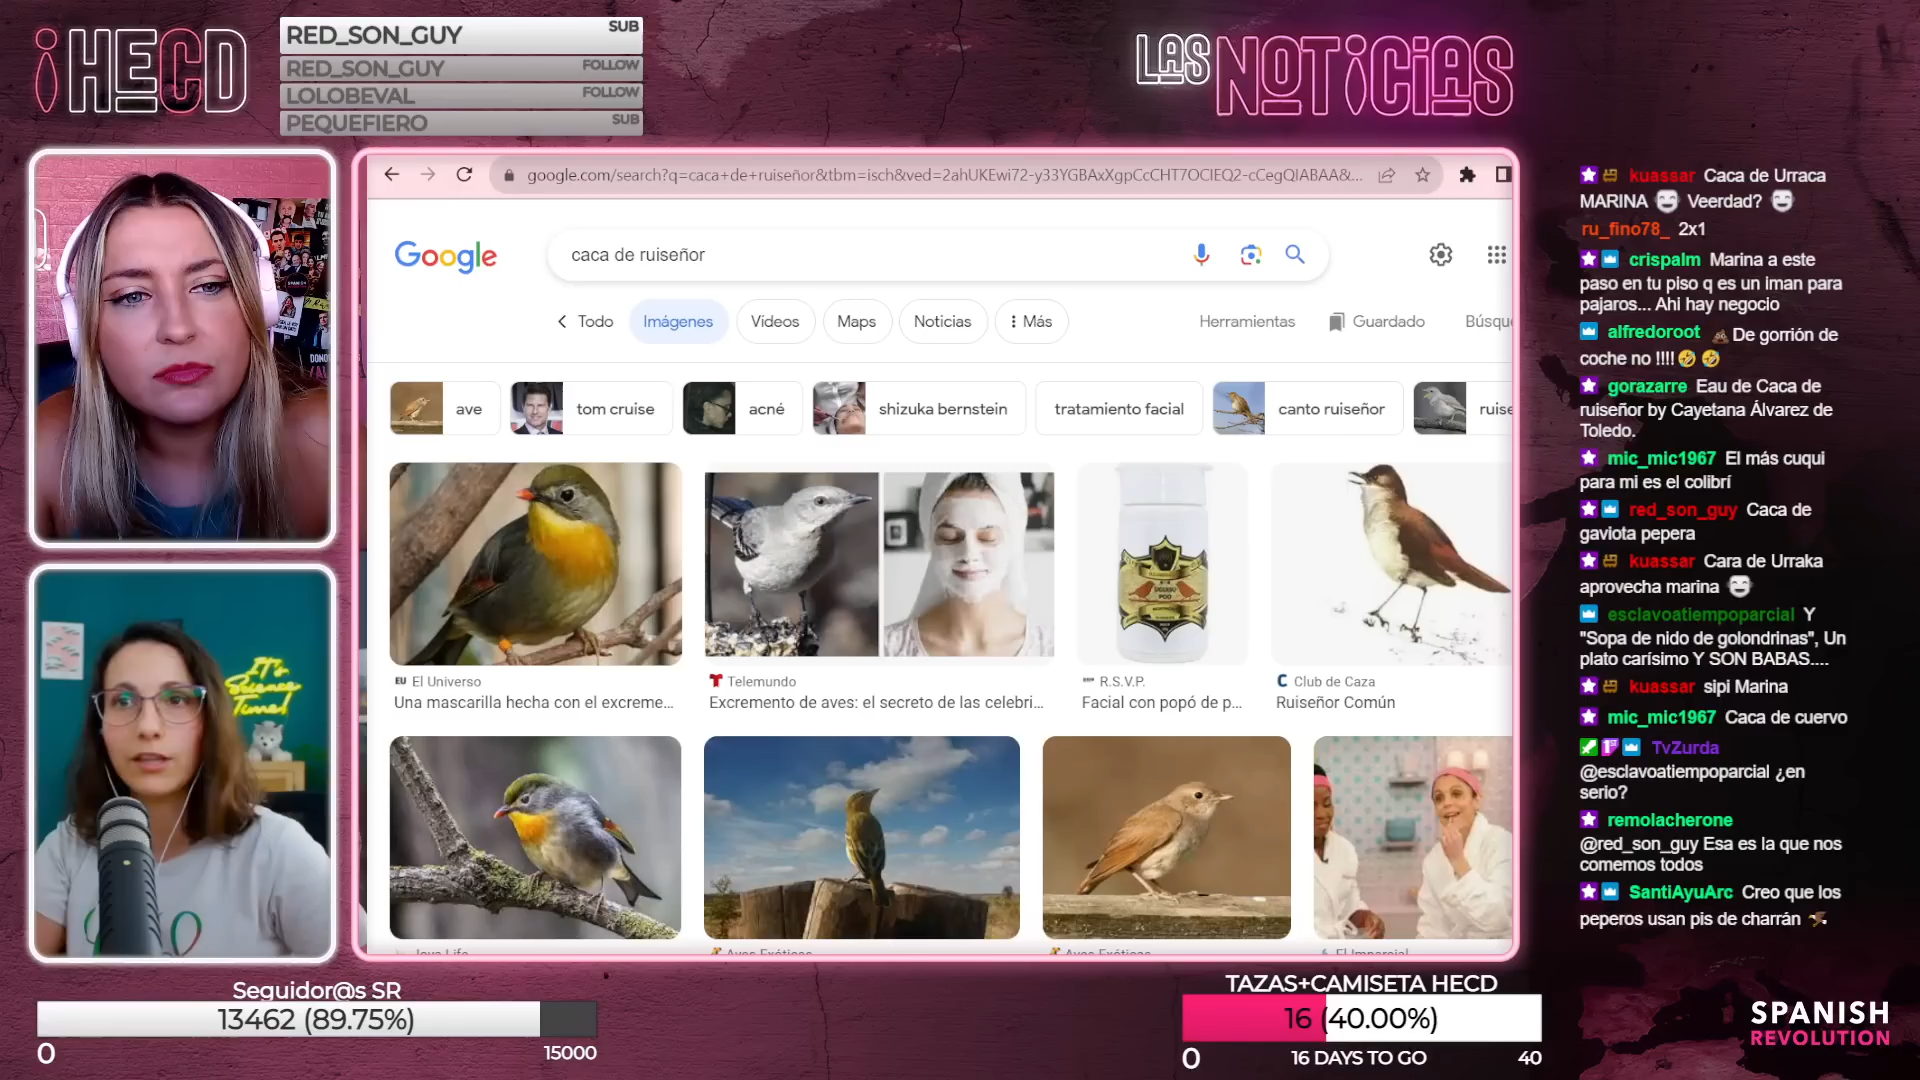 ¡HECD
RED_SON_GUY SUB
RED_SON_GUY FOLLOW
LOLOBEVAL FOLLOW
PEQUEFIERO SUB
LAS NOTICIAS
google.com/search?q=caca+de+ruiseñor&tbm=isch&ved=2ahUKEwi72-y33YGBAxXgpCcCHT7OCIEQ2-cCegQIABAA&...
Google
caca de ruiseñor
Todo Imágenes Vídeos Maps Noticias Más Herramientas Guardado Búsqu
ave tom cruise acné shizuka bernstein tratamiento facial canto ruiseñor ruise
EU El Universo
Una mascarilla hecha con el excreme...
Telemundo
Excremento de aves: el secreto de las celebri...
R.S.V.P.
Facial con popó de p...
Club de Caza
Ruiseñor Común
It's
Science
Time!
kuassar Caca de Urraca
MARINA Veerdad?
ru_fino78_ 2x1
crispalm Marina a este
paso en tu piso q es un iman para
pajaros... Ahi hay negocio
alfredoroot De gorrión de
coche no !!!!
gorazarre Eau de Caca de
ruiseñor by Cayetana Álvarez de
Toledo.
mic_mic1967 El más cuqui
para mi es el colibrí
red_son_guy Caca de
gaviota pepera
kuassar Cara de Urraka
aprovecha marina
esclavoatiempoparcial Y
"Sopa de nido de golondrinas", Un
plato carísimo Y SON BABAS....
kuassar sipi Marina
mic_mic1967 Caca de cuervo
TvZurda
@esclavoatiempoparcial ¿en
serio?
remolacherone
@red_son_guy Esa es la que nos
comemos todos
SantiAyuArc Creo que los
peperos usan pis de charrán
Seguidor@s SR
13462 (89.75%)
0 15000
TAZAS+CAMISETA HECD
16 (40.00%)
0 16 DAYS TO GO 40
SPANISH
REVOLUTION